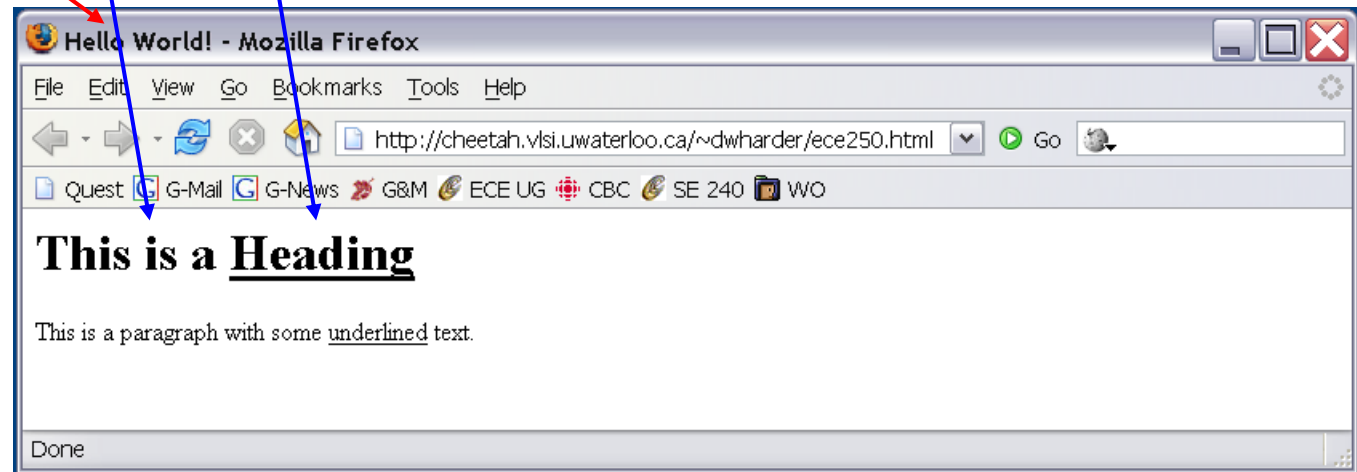 Hello World! - Mozilla Firefox
File Edit View Go Bookmarks Tools Help
http://cheetah.vlsi.uwaterloo.ca/~dwharder/ece250.html Go
Quest G G-Mail G G-News G&M ECE UG CBC SE 240 WO
This is a Heading
This is a paragraph with some underlined text.
Done